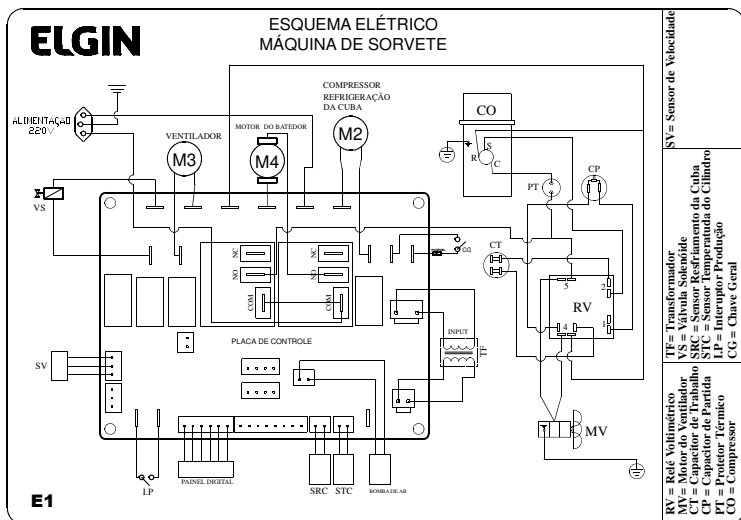 ELGIN
ESQUEMA ELÉTRICO
MÁQUINA DE SORVETE
ALIMENTAÇÃO
220V
VENTILADOR
M3
MOTOR DO BATEDOR
M4
COMPRESSOR
REFRIGERAÇÃO
DA CUBA
M2
CO
S
R
C
PT
CP
VS
NC
NO
COM
NC
NO
COM
CG
CT
5
2
RV
4
1
INPUT
TF
PLACA DE CONTROLE
SV
MV
I.P
PAINEL DIGITAL
SRC
STC
BOMBA DE AR
E1
RV = Relé Voltimétrico
MV= Motor do Ventilador
CT = Capacitor de Trabalho
CP = Capacitor de Partida
PT = Protetor Térmico
CO = Compressor
TF= Transformador
VS = Válvula Solenóide
SRC = Sensor Resfriamento da Cuba
STC = Sensor Temperatuda do Cilindro
I.P = Interuptor Produção
CG = Chave Geral
SV= Sensor de Velocidade